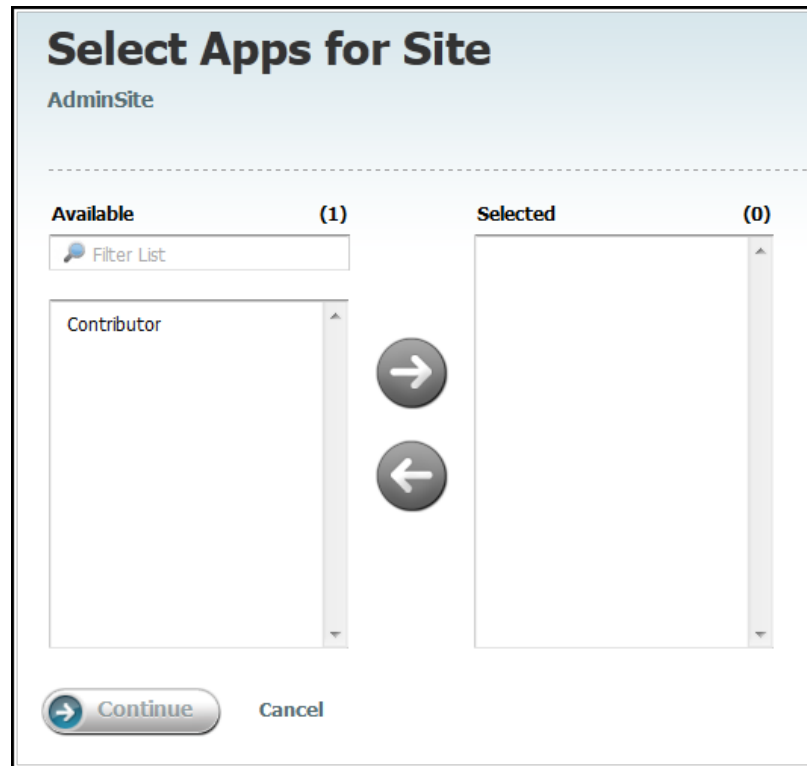 Select Apps for Site
AdminSite
Available (1) Selected (0)
Filter List
Contributor
Continue Cancel